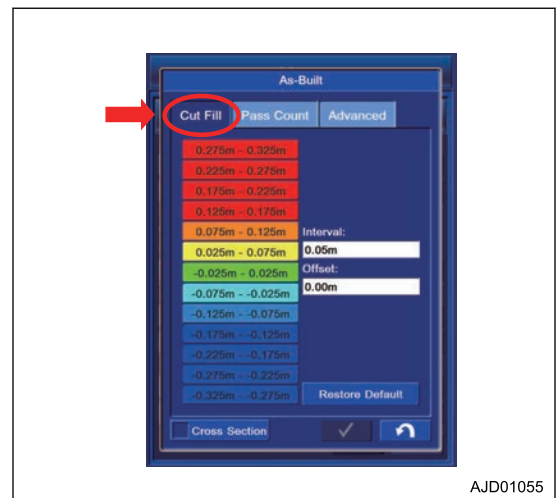 As-Built
Cut Fill Pass Count Advanced
0.275m - 0.325m
0.225m - 0.275m
0.175m - 0.225m
0.125m - 0.175m
0.075m - 0.125m Interval:
0.025m - 0.075m 0.05m
-0.025m - 0.025m Offset:
-0.075m - -0.025m 0.00m
-0.125m - -0.075m
-0.175m - -0.125m
-0.225m - -0.175m
-0.275m - -0.225m
-0.325m - -0.275m Restore Default
Cross Section
AJD01055